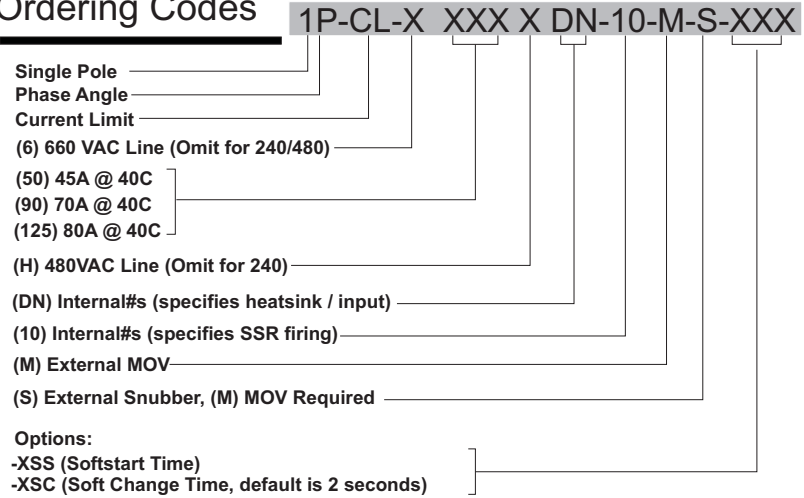 Ordering Codes
1P-CL-X XXX X DN-10-M-S-XXX
Single Pole
Phase Angle
Current Limit
(6) 660 VAC Line (Omit for 240/480)
(50) 45A @ 40C
(90) 70A @ 40C
(125) 80A @ 40C
(H) 480VAC Line (Omit for 240)
(DN) Internal#s (specifies heatsink / input)
(10) Internal#s (specifies SSR firing)
(M) External MOV
(S) External Snubber, (M) MOV Required
Options:
-XSS (Softstart Time)
-XSC (Soft Change Time, default is 2 seconds)